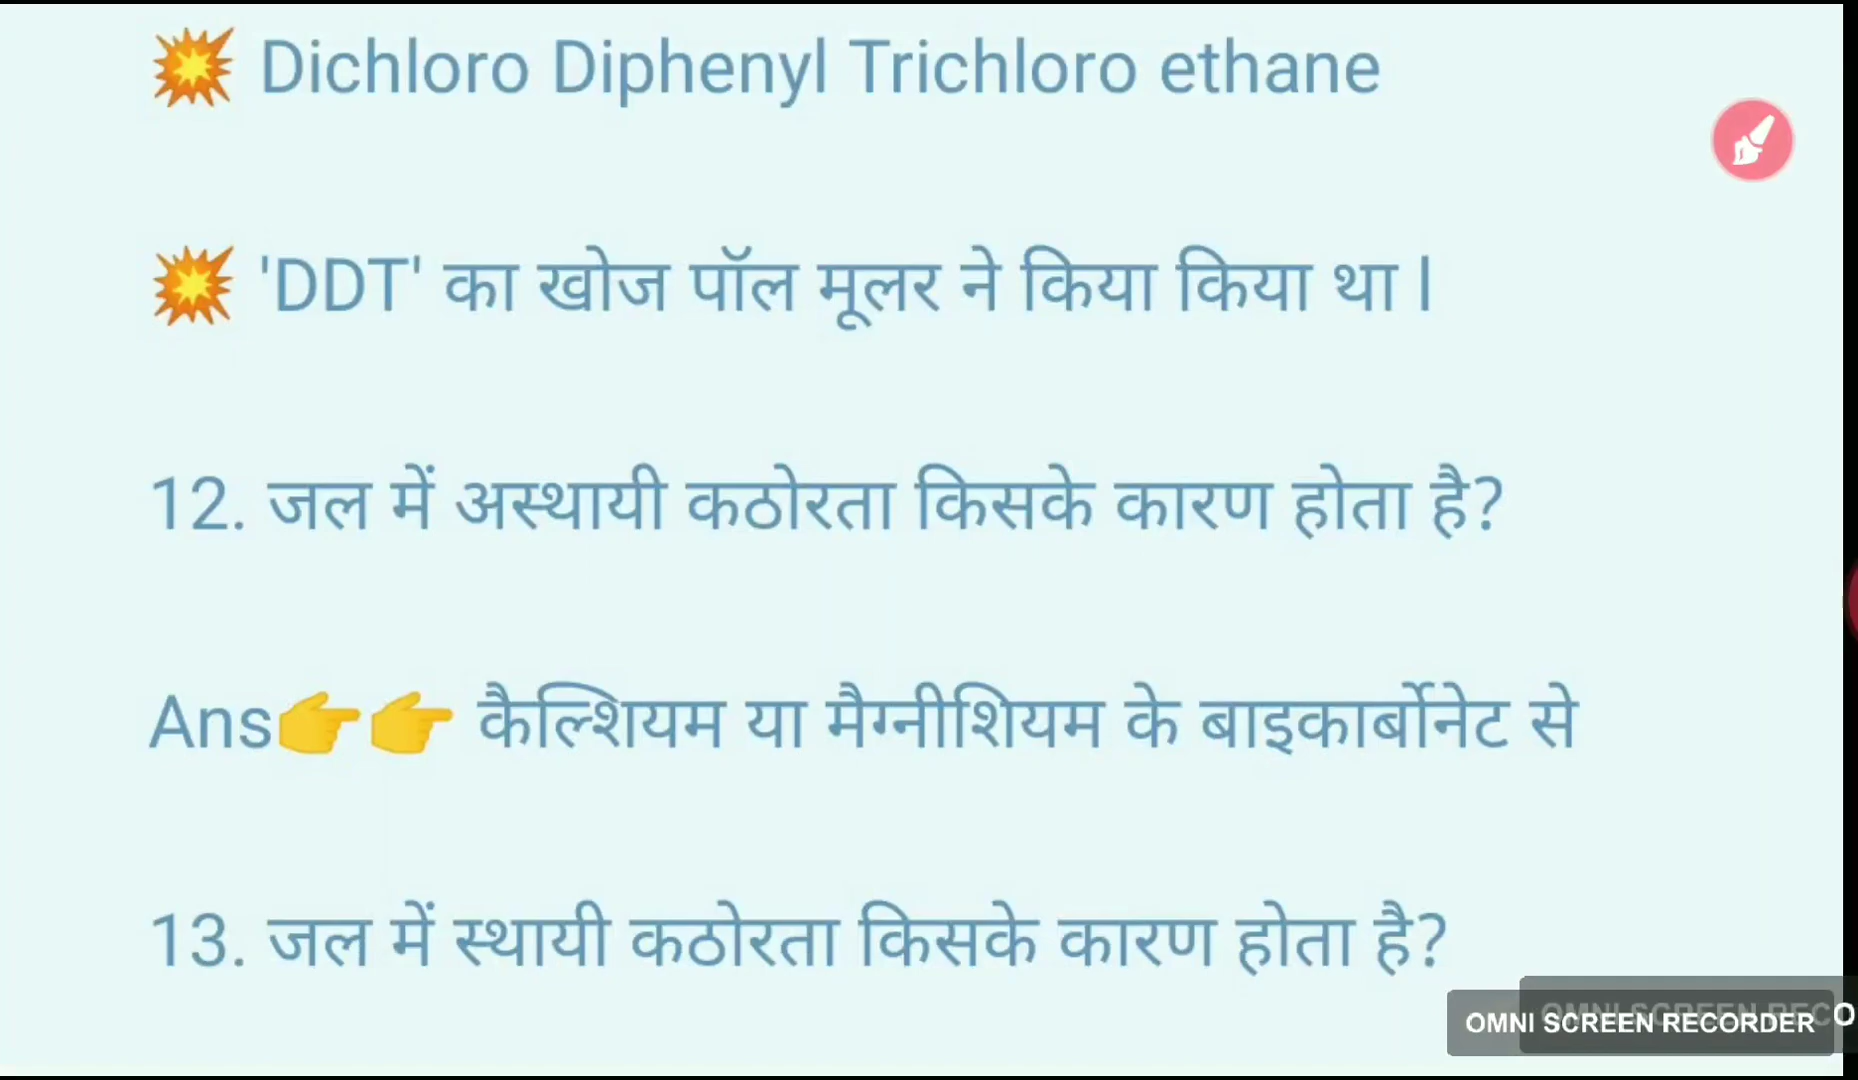 💥 Dichloro Diphenyl Trichloro ethane
💥 'DDT' का खोज पॉल मूलर ने किया किया था l
12. जल में अस्थायी कठोरता किसके कारण होता है?
Ans👉👉 कैल्शियम या मैग्नीशियम के बाइकार्बोनेट से
13. जल में स्थायी कठोरता किसके कारण होता है?
OMNI SCREEN RECORDER